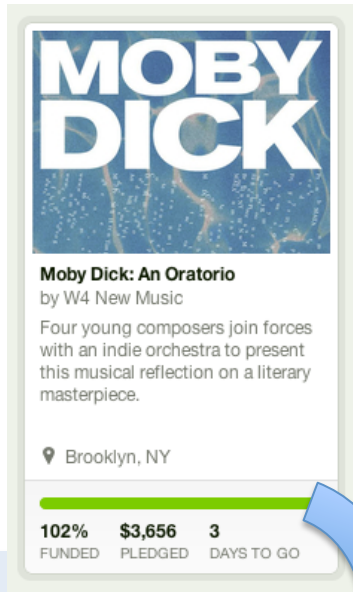 MOBY
DICK
Moby Dick: An Oratorio
by W4 New Music
Four young composers join forces
with an indie orchestra to present
this musical reflection on a literary
masterpiece.
Brooklyn, NY
102% $3,656 3
FUNDED PLEDGED DAYS TO GO